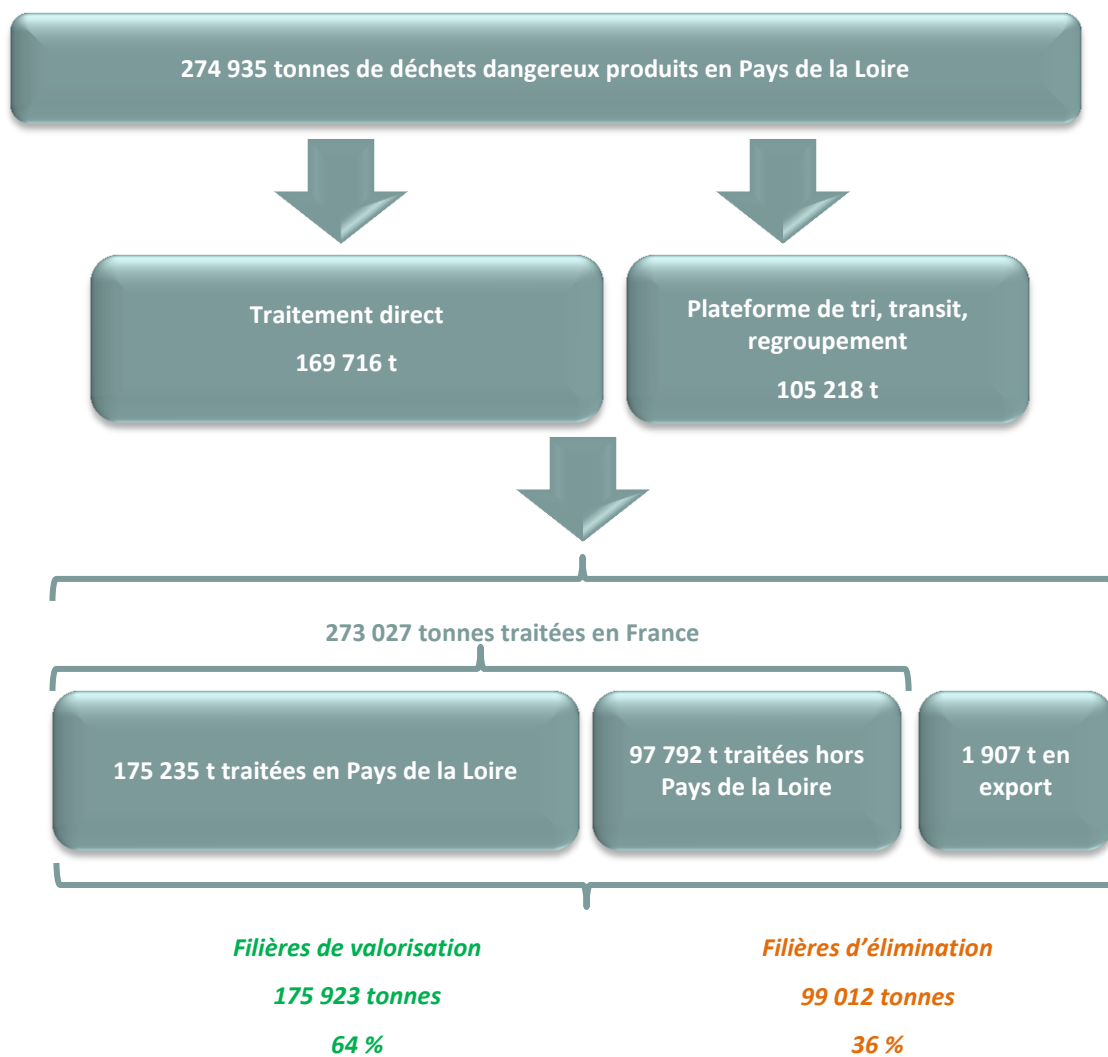 274 935 tonnes de déchets dangereux produits en Pays de la Loire
Traitement direct
169 716 t
Plateforme de tri, transit,
regroupement
105 218 t
273 027 tonnes traitées en France
175 235 t traitées en Pays de la Loire
97 792 t traitées hors
Pays de la Loire
1 907 t en
export
Filières de valorisation
175 923 tonnes
64 %
Filières d’élimination
99 012 tonnes
36 %